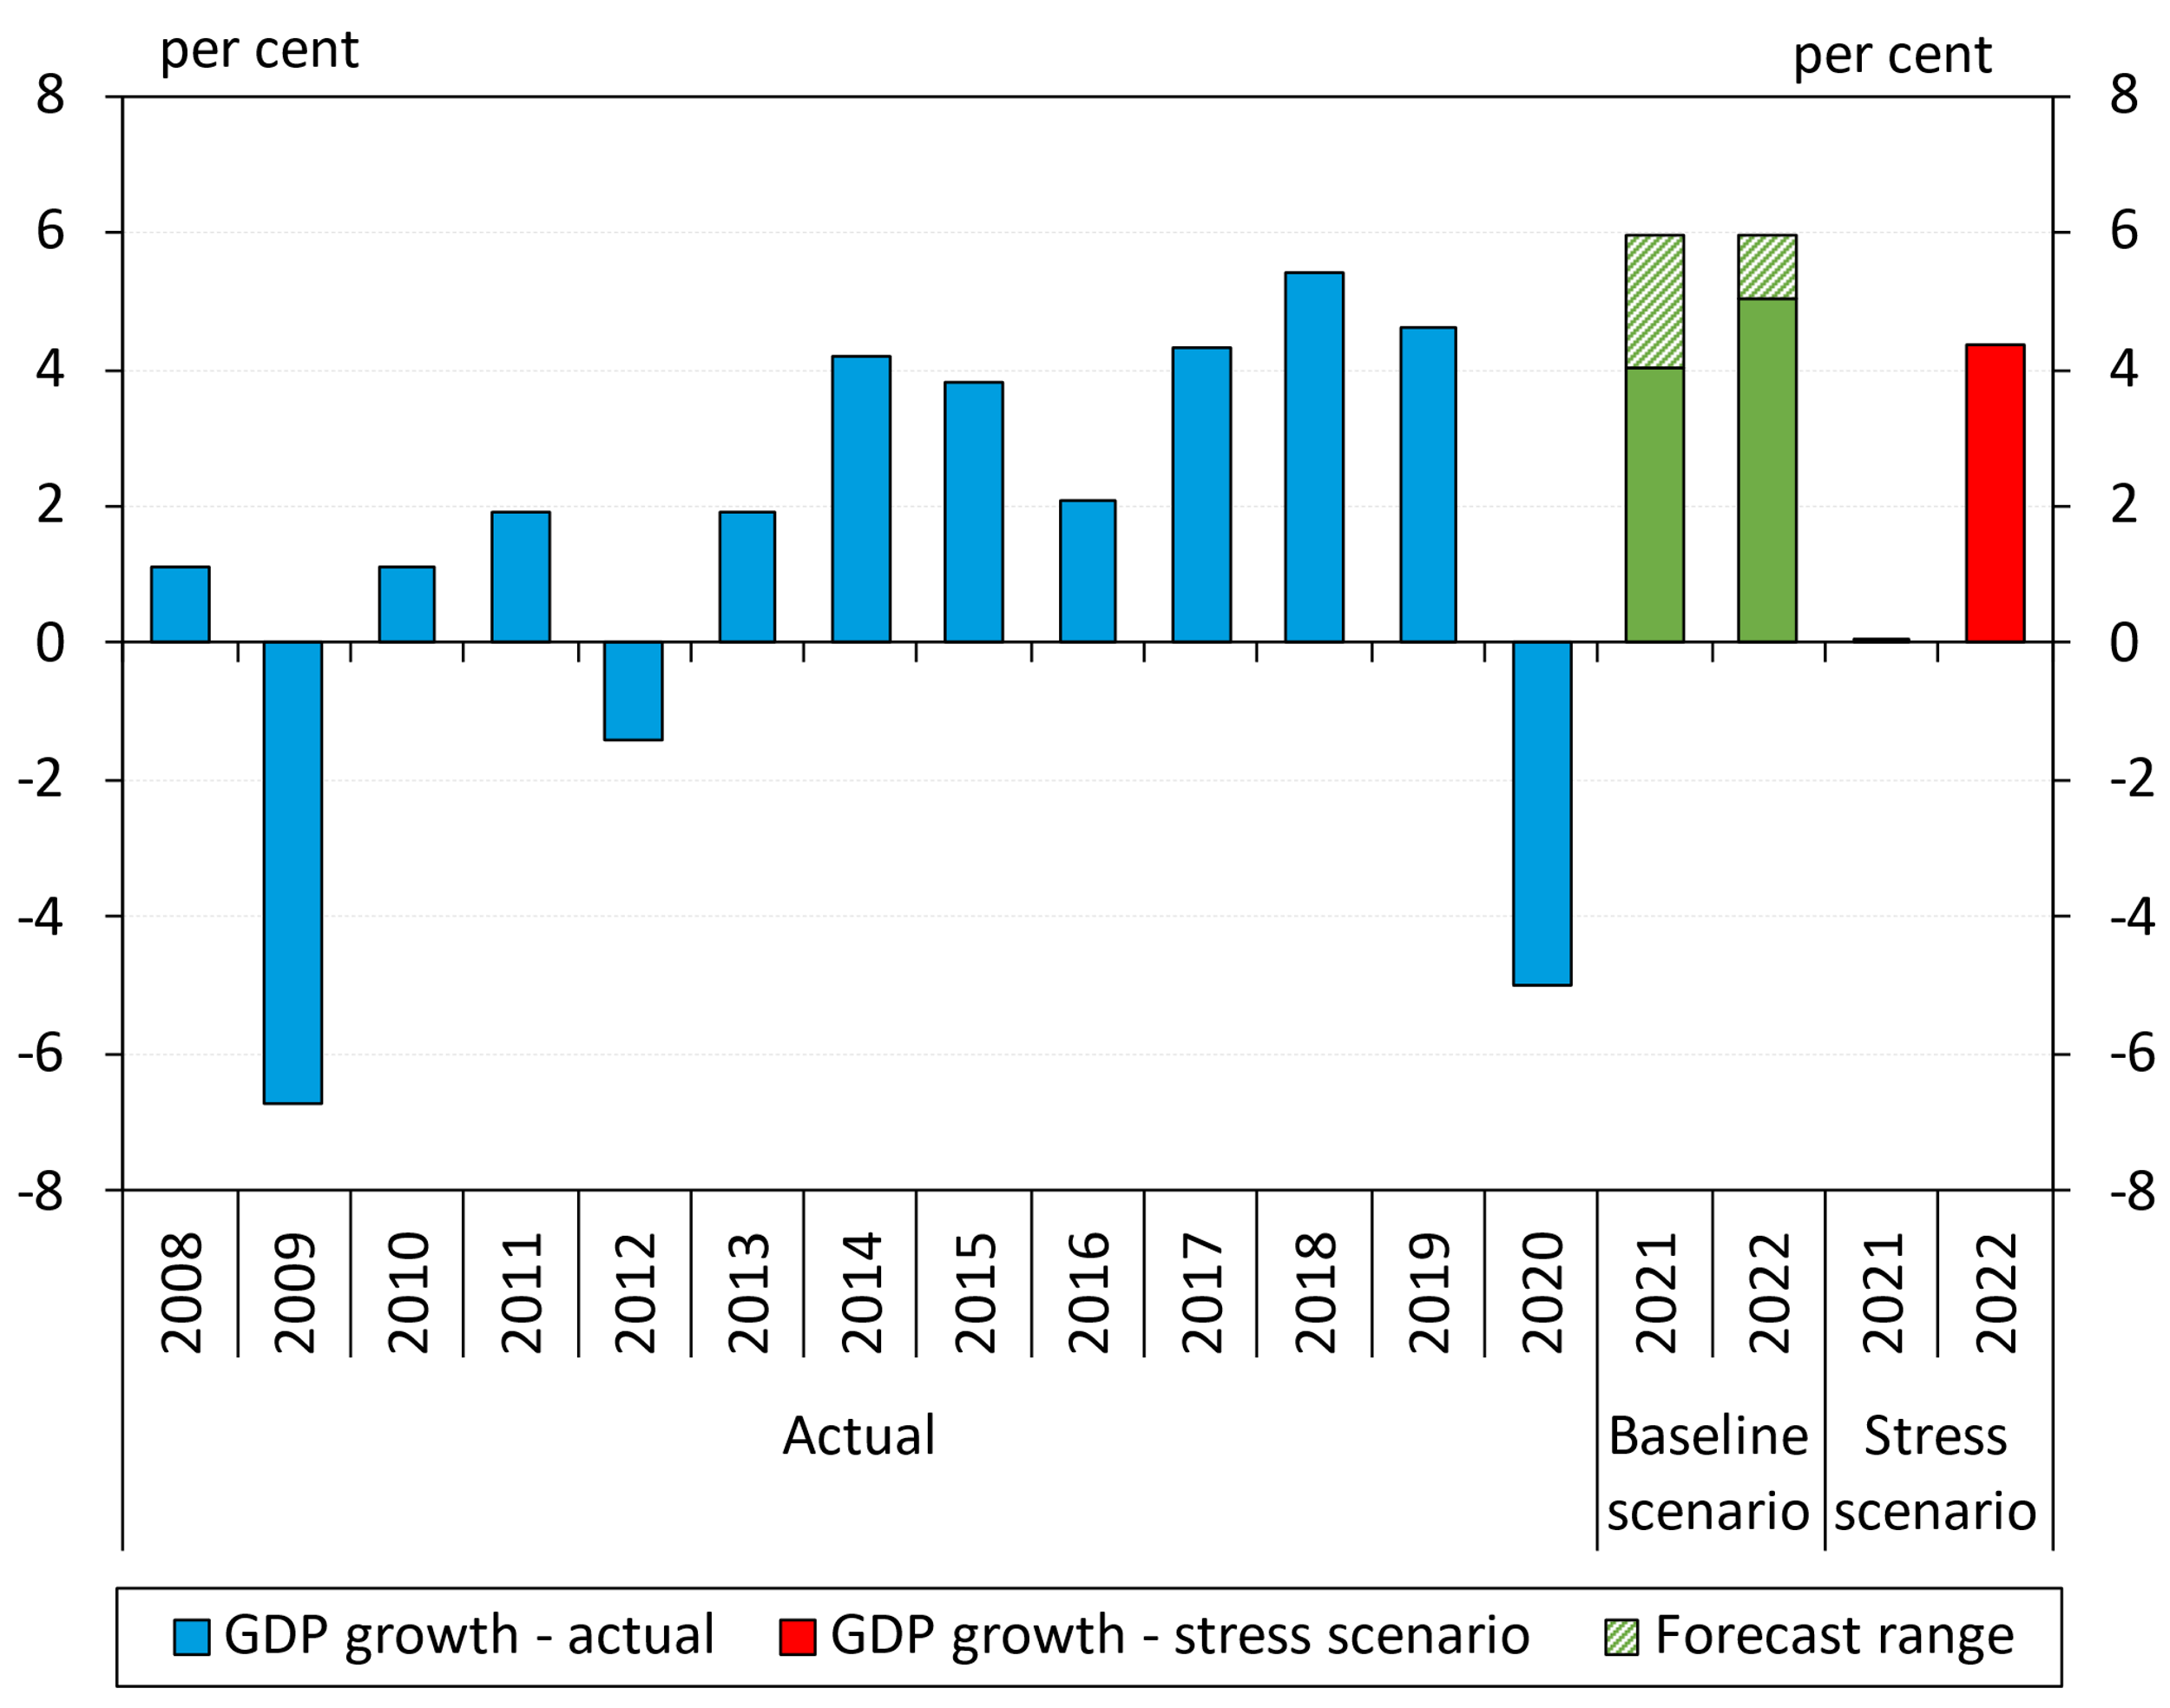 per cent per cent
8 8
6 6
4 4
2 2
0 0
-2 -2
-4 -4
-6 -6
-8 -8
2008 2009 2010 2011 2012 2013 2014 2015 2016 2017 2018 2019 2020 2021 2022 2021 2022
Actual Baseline scenario Stress scenario
GDP growth - actual GDP growth - stress scenario Forecast range